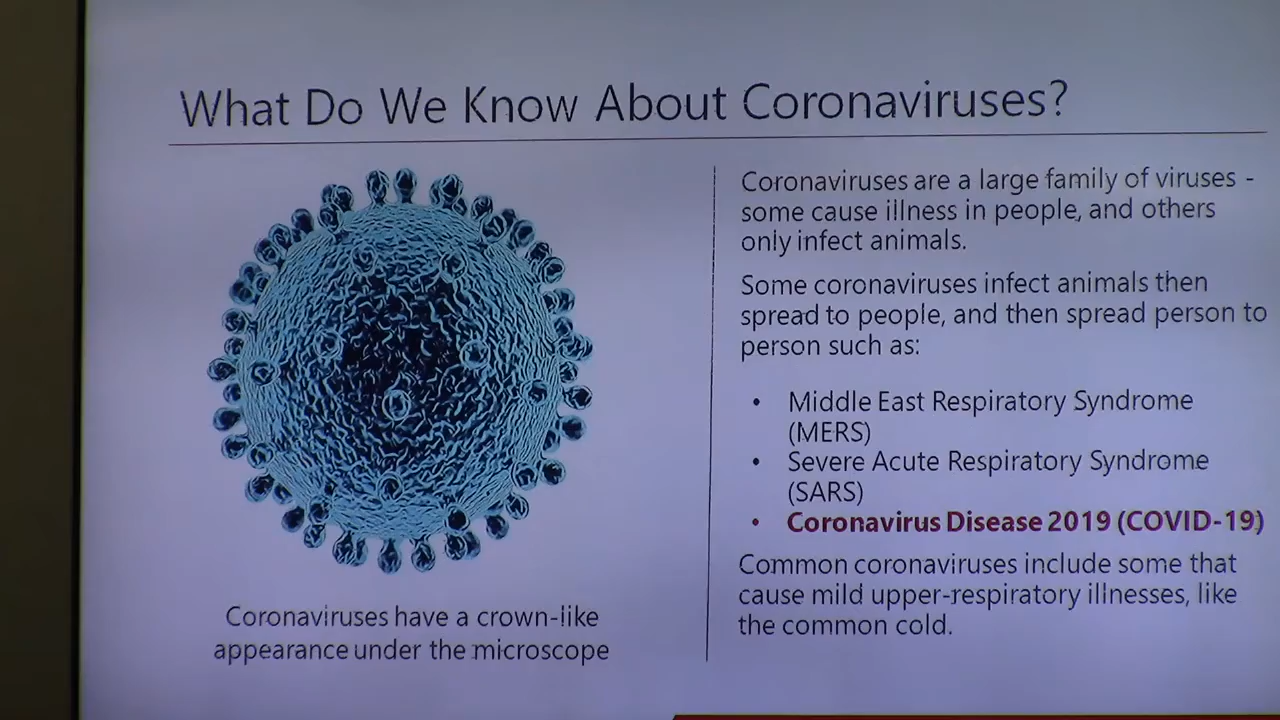 What Do We Know About Coronaviruses?
Coronaviruses have a crown-like
appearance under the microscope
Coronaviruses are a large family of viruses -
some cause illness in people, and others
only infect animals.
Some coronaviruses infect animals then
spread to people, and then spread person to
person such as:
• Middle East Respiratory Syndrome
(MERS)
• Severe Acute Respiratory Syndrome
(SARS)
• Coronavirus Disease 2019 (COVID-19)
Common coronaviruses include some that
cause mild upper-respiratory illnesses, like
the common cold.